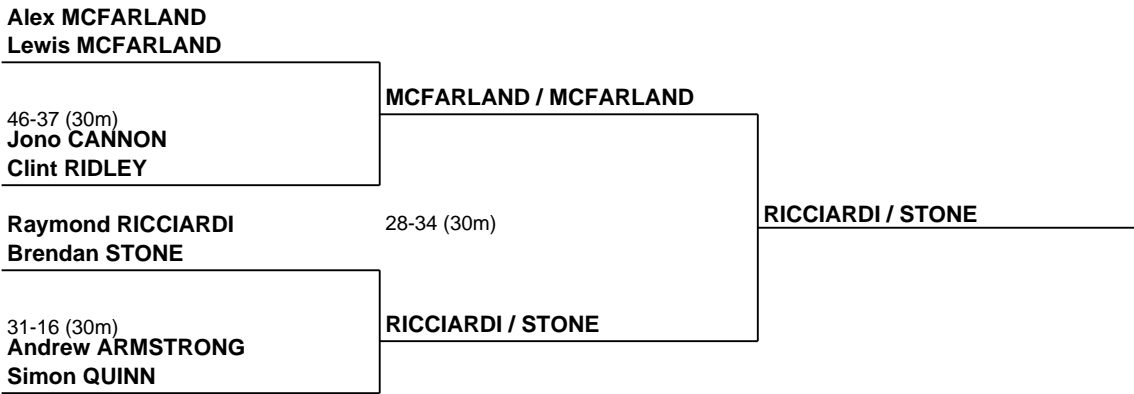 Alex MCFARLAND
Lewis MCFARLAND
MCFARLAND / MCFARLAND
46-37 (30m)
Jono CANNON
Clint RIDLEY
Raymond RICCIARDI
28-34 (30m)
RICCIARDI / STONE
Brendan STONE
31-16 (30m)
RICCIARDI / STONE
Andrew ARMSTRONG
Simon QUINN